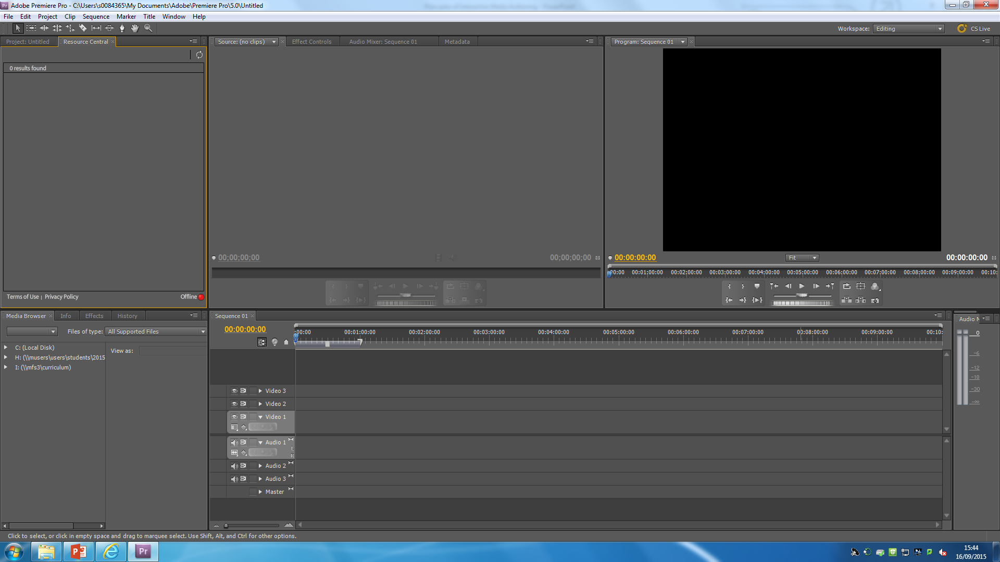 Adobe Premiere Pro - C:\Users\s0084365\My Documents\Adobe\Premiere Pro\5.0\Untitled
File Edit Project Clip Sequence Marker Title Window Help
Workspace: Editing CS Live
Project: Untitled Resource Central
0 results found
Terms of Use | Privacy Policy Offline
Source: (no clips) Effect Controls Audio Mixer: Sequence 01 Metadata
00;00;00;00 00;00;00;00
Program: Sequence 01
00:00:00:00 Fit 00:00:00:00
00:00 00:01:00:00 00:02:00:00 00:03:00:00 00:04:00:00 00:05:00:00 00:06:00:00 00:07:00:00 00:08:00:00 00:09:00:00 00:10:
Media Browser Info Effects History
Files of type: All Supported Files
C: (Local Disk)
H: (\\musers\users\students\2015
I: (\\mfs3\curriculum)
View as:
Sequence 01
00:00:00:00
:00:00 00:01:00:00 00:02:00:00 00:03:00:00 00:04:00:00 00:05:00:00 00:06:00:00 00:07:00:00 00:08:00:00 00:09:00:00 00:10:
Video 3
Video 2
Video 1
Audio 1
L
R
Audio 2
Audio 3
Master
Audio
0
-6
-12
-18
-30
-∞
Click to select, or click in empty space and drag to marquee select. Use Shift, Alt, and Ctrl for other options.
Pr
15:44
16/09/2015